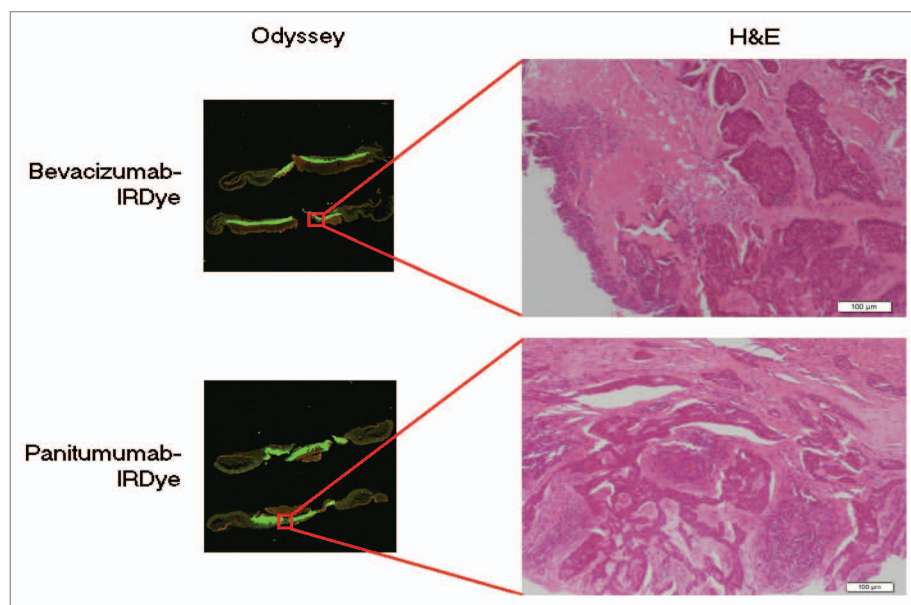 Odyssey
H&E
Bevacizumab-
IRDye
100 µm
Panitumumab-
IRDye
100 µm